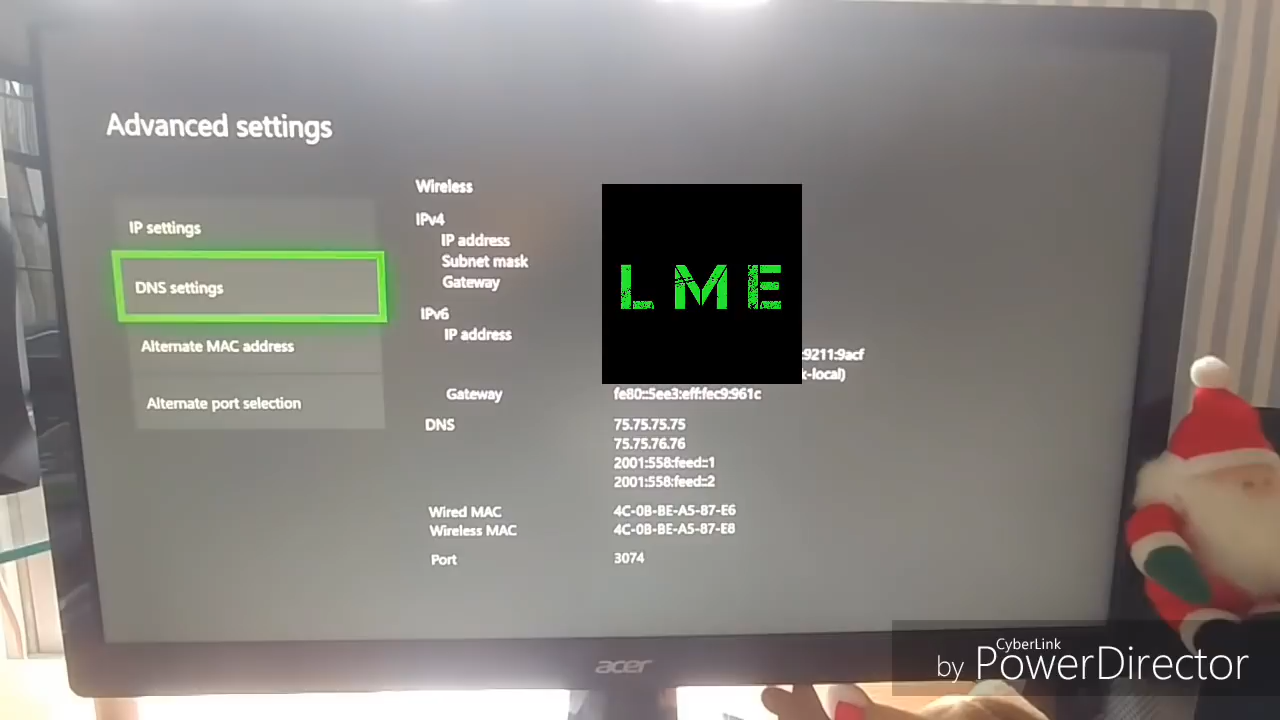 Advanced settings
IP settings
DNS settings
Alternate MAC address
Alternate port selection
Wireless
IPv4
IP address
Subnet mask
Gateway
IPv6
IP address
:9211:9acf
k-local)
Gateway fe80::5ee3:eff:fec9:961c
DNS 75.75.75.75
75.75.76.76
2001:558:feed::1
2001:558:feed::2
Wired MAC 4C-0B-BE-A5-87-E6
Wireless MAC 4C-0B-BE-A5-87-E8
Port 3074
LME
acer
CyberLink
by PowerDirector